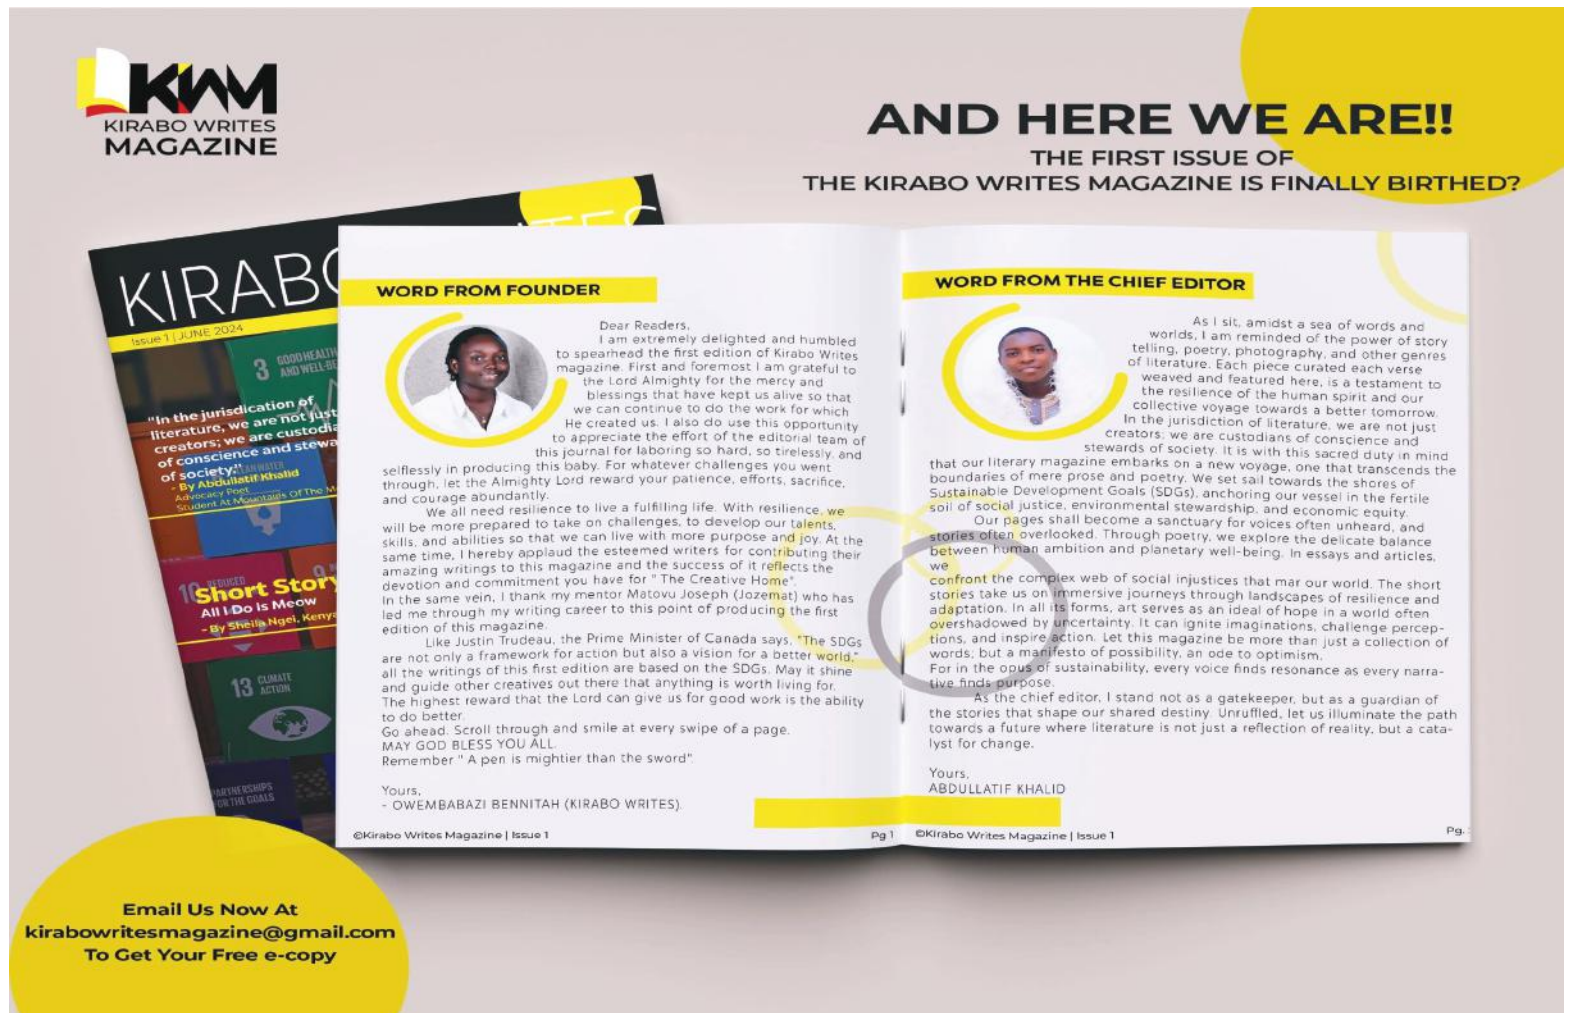 KWM
KIRABO WRITES
MAGAZINE
AND HERE WE ARE!!
THE FIRST ISSUE OF
THE KIRABO WRITES MAGAZINE IS FINALLY BIRTHED?
KIRABO
ITES
Issue 1 | JUNE 2024
3 GOOD HEALTH
AND WELL-BE
"In the jurisdication of
literature, we are not just
creators; we are custodia
of conscience and stewa
of society."
- By Abdullatif Khalid
Advocacy Poet
Student At Mountains Of The M
10 REDUCED
Short Story
All I Do is Meow
- By Sheila Ngei, Kenya
13 CLIMATE
ACTION
PARTNERSHIPS
FOR THE GOALS
WORD FROM FOUNDER
Dear Readers,
I am extremely delighted and humbled
to spearhead the first edition of Kirabo Writes
magazine. First and foremost I am grateful to
the Lord Almighty for the mercy and
blessings that have kept us alive so that
we can continue to do the work for which
He created us. I also do use this opportunity
to appreciate the effort of the editorial team of
this journal for laboring so hard, so tirelessly, and
selflessly in producing this baby. For whatever challenges you went
through, let the Almighty Lord reward your patience, efforts, sacrifice,
and courage abundantly.
We all need resilience to live a fulfilling life. With resilience, we
will be more prepared to take on challenges, to develop our talents,
skills, and abilities so that we can live with more purpose and joy. At the
same time, I hereby applaud the esteemed writers for contributing their
amazing writings to this magazine and the success of it reflects the
devotion and commitment you have for " The Creative Home".
In the same vein, I thank my mentor Matovu Joseph (Jozemat) who has
led me through my writing career to this point of producing the first
edition of this magazine.
Like Justin Trudeau, the Prime Minister of Canada says, "The SDGs
are not only a framework for action but also a vision for a better world,"
all the writings of this first edition are based on the SDGs. May it shine
and guide other creatives out there that anything is worth living for.
The highest reward that the Lord can give us for good work is the ability
to do better.
Go ahead. Scroll through and smile at every swipe of a page.
MAY GOD BLESS YOU ALL.
Remember " A pen is mightier than the sword".
Yours,
- OWEMBABAZI BENNITAH (KIRABO WRITES).
©Kirabo Writes Magazine | Issue 1
Pg 1
WORD FROM THE CHIEF EDITOR
As I sit, amidst a sea of words and
worlds, I am reminded of the power of story
telling, poetry, photography, and other genres
of literature. Each piece curated each verse
weaved and featured here, is a testament to
the resilience of the human spirit and our
collective voyage towards a better tomorrow.
In the jurisdiction of literature, we are not just
creators; we are custodians of conscience and
stewards of society. It is with this sacred duty in mind
that our literary magazine embarks on a new voyage, one that transcends the
boundaries of mere prose and poetry. We set sail towards the shores of
Sustainable Development Goals (SDGs), anchoring our vessel in the fertile
soil of social justice, environmental stewardship, and economic equity.
Our pages shall become a sanctuary for voices often unheard, and
stories often overlooked. Through poetry, we explore the delicate balance
between human ambition and planetary well-being. In essays and articles,
we
confront the complex web of social injustices that mar our world. The short
stories take us on immersive journeys through landscapes of resilience and
adaptation. In all its forms, art serves as an ideal of hope in a world often
overshadowed by uncertainty. It can ignite imaginations, challenge percep-
tions, and inspire action. Let this magazine be more than just a collection of
words; but a manifesto of possibility, an ode to optimism.
For in the opus of sustainability, every voice finds resonance as every narra-
tive finds purpose.
As the chief editor, I stand not as a gatekeeper, but as a guardian of
the stories that shape our shared destiny. Unruffled, let us illuminate the path
towards a future where literature is not just a reflection of reality, but a cata-
lyst for change.
Yours,
ABDULLATIF KHALID
©Kirabo Writes Magazine | Issue 1
Pg.
Email Us Now At
kirabowritesmagazine@gmail.com
To Get Your Free e-copy